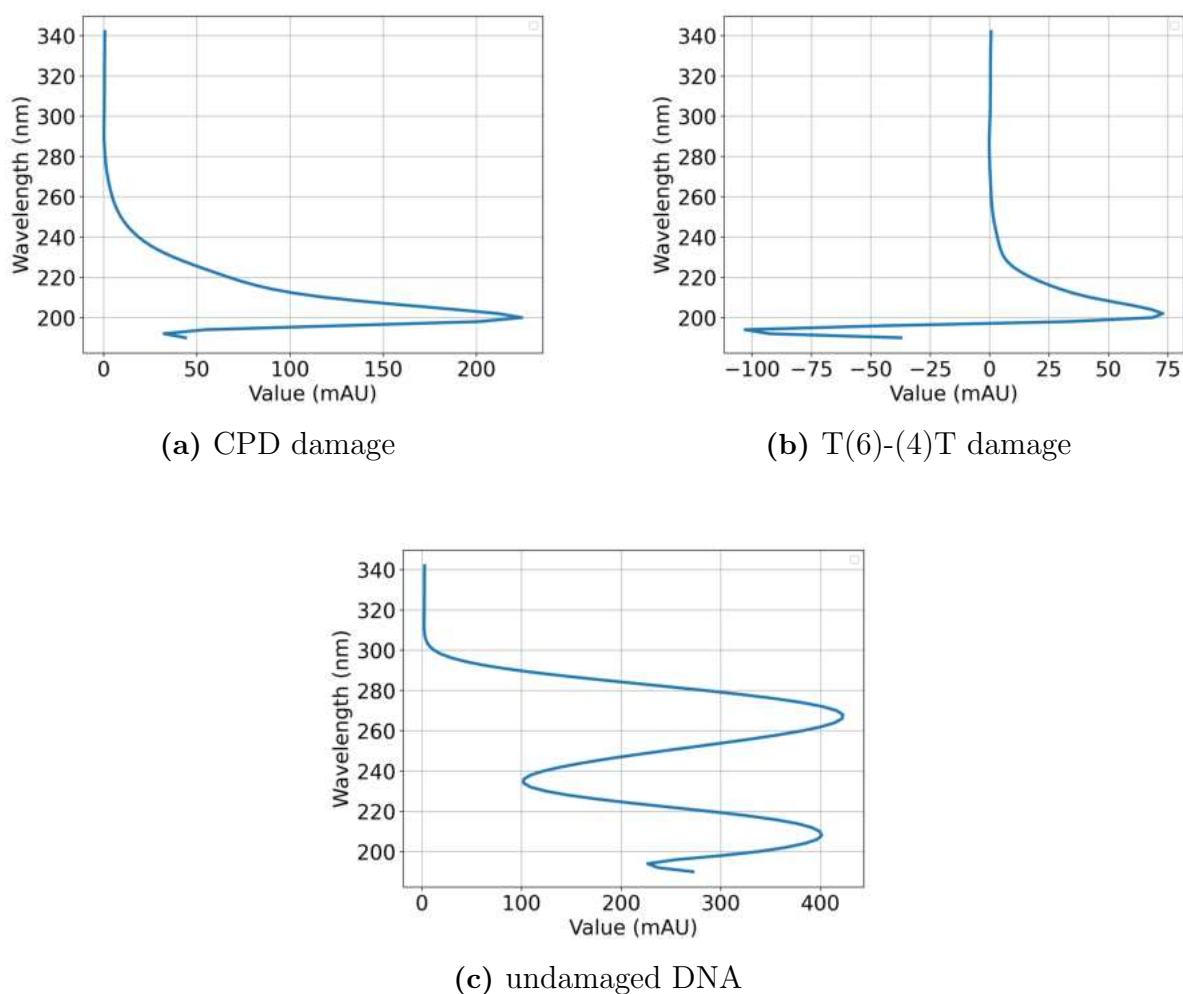 340
320
300
280
260
240
220
200
Wavelength (nm)
0 50 100 150 200
Value (mAU)
(a) CPD damage
340
320
300
280
260
240
220
200
Wavelength (nm)
−100 −75 −50 −25 0 25 50 75
Value (mAU)
(b) T(6)-(4)T damage
340
320
300
280
260
240
220
200
Wavelength (nm)
0 100 200 300 400
Value (mAU)
(c) undamaged DNA